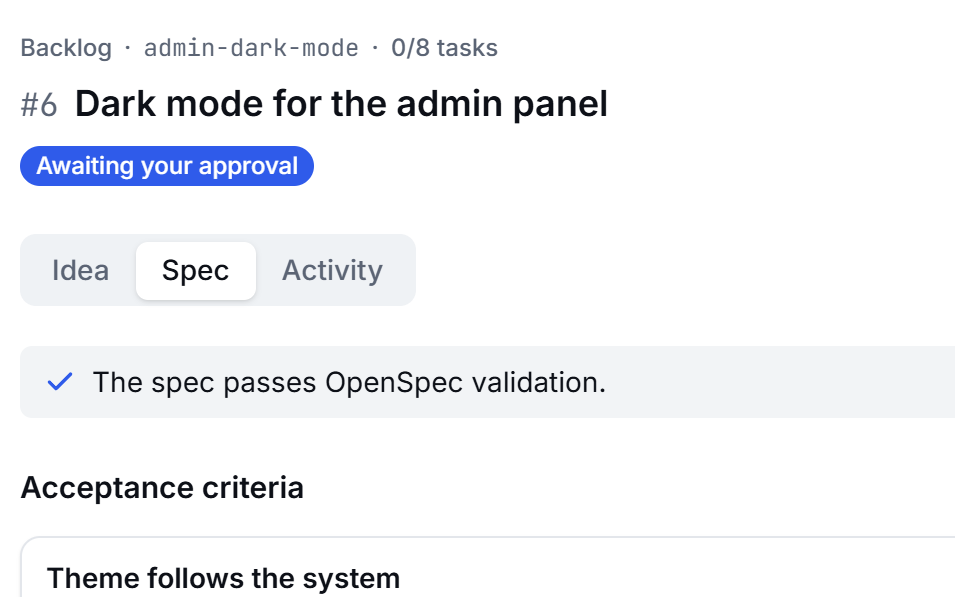 Backlog · admin-dark-mode · 0/8 tasks
#6 Dark mode for the admin panel
Awaiting your approval
Idea Spec Activity
The spec passes OpenSpec validation.
Acceptance criteria
Theme follows the system